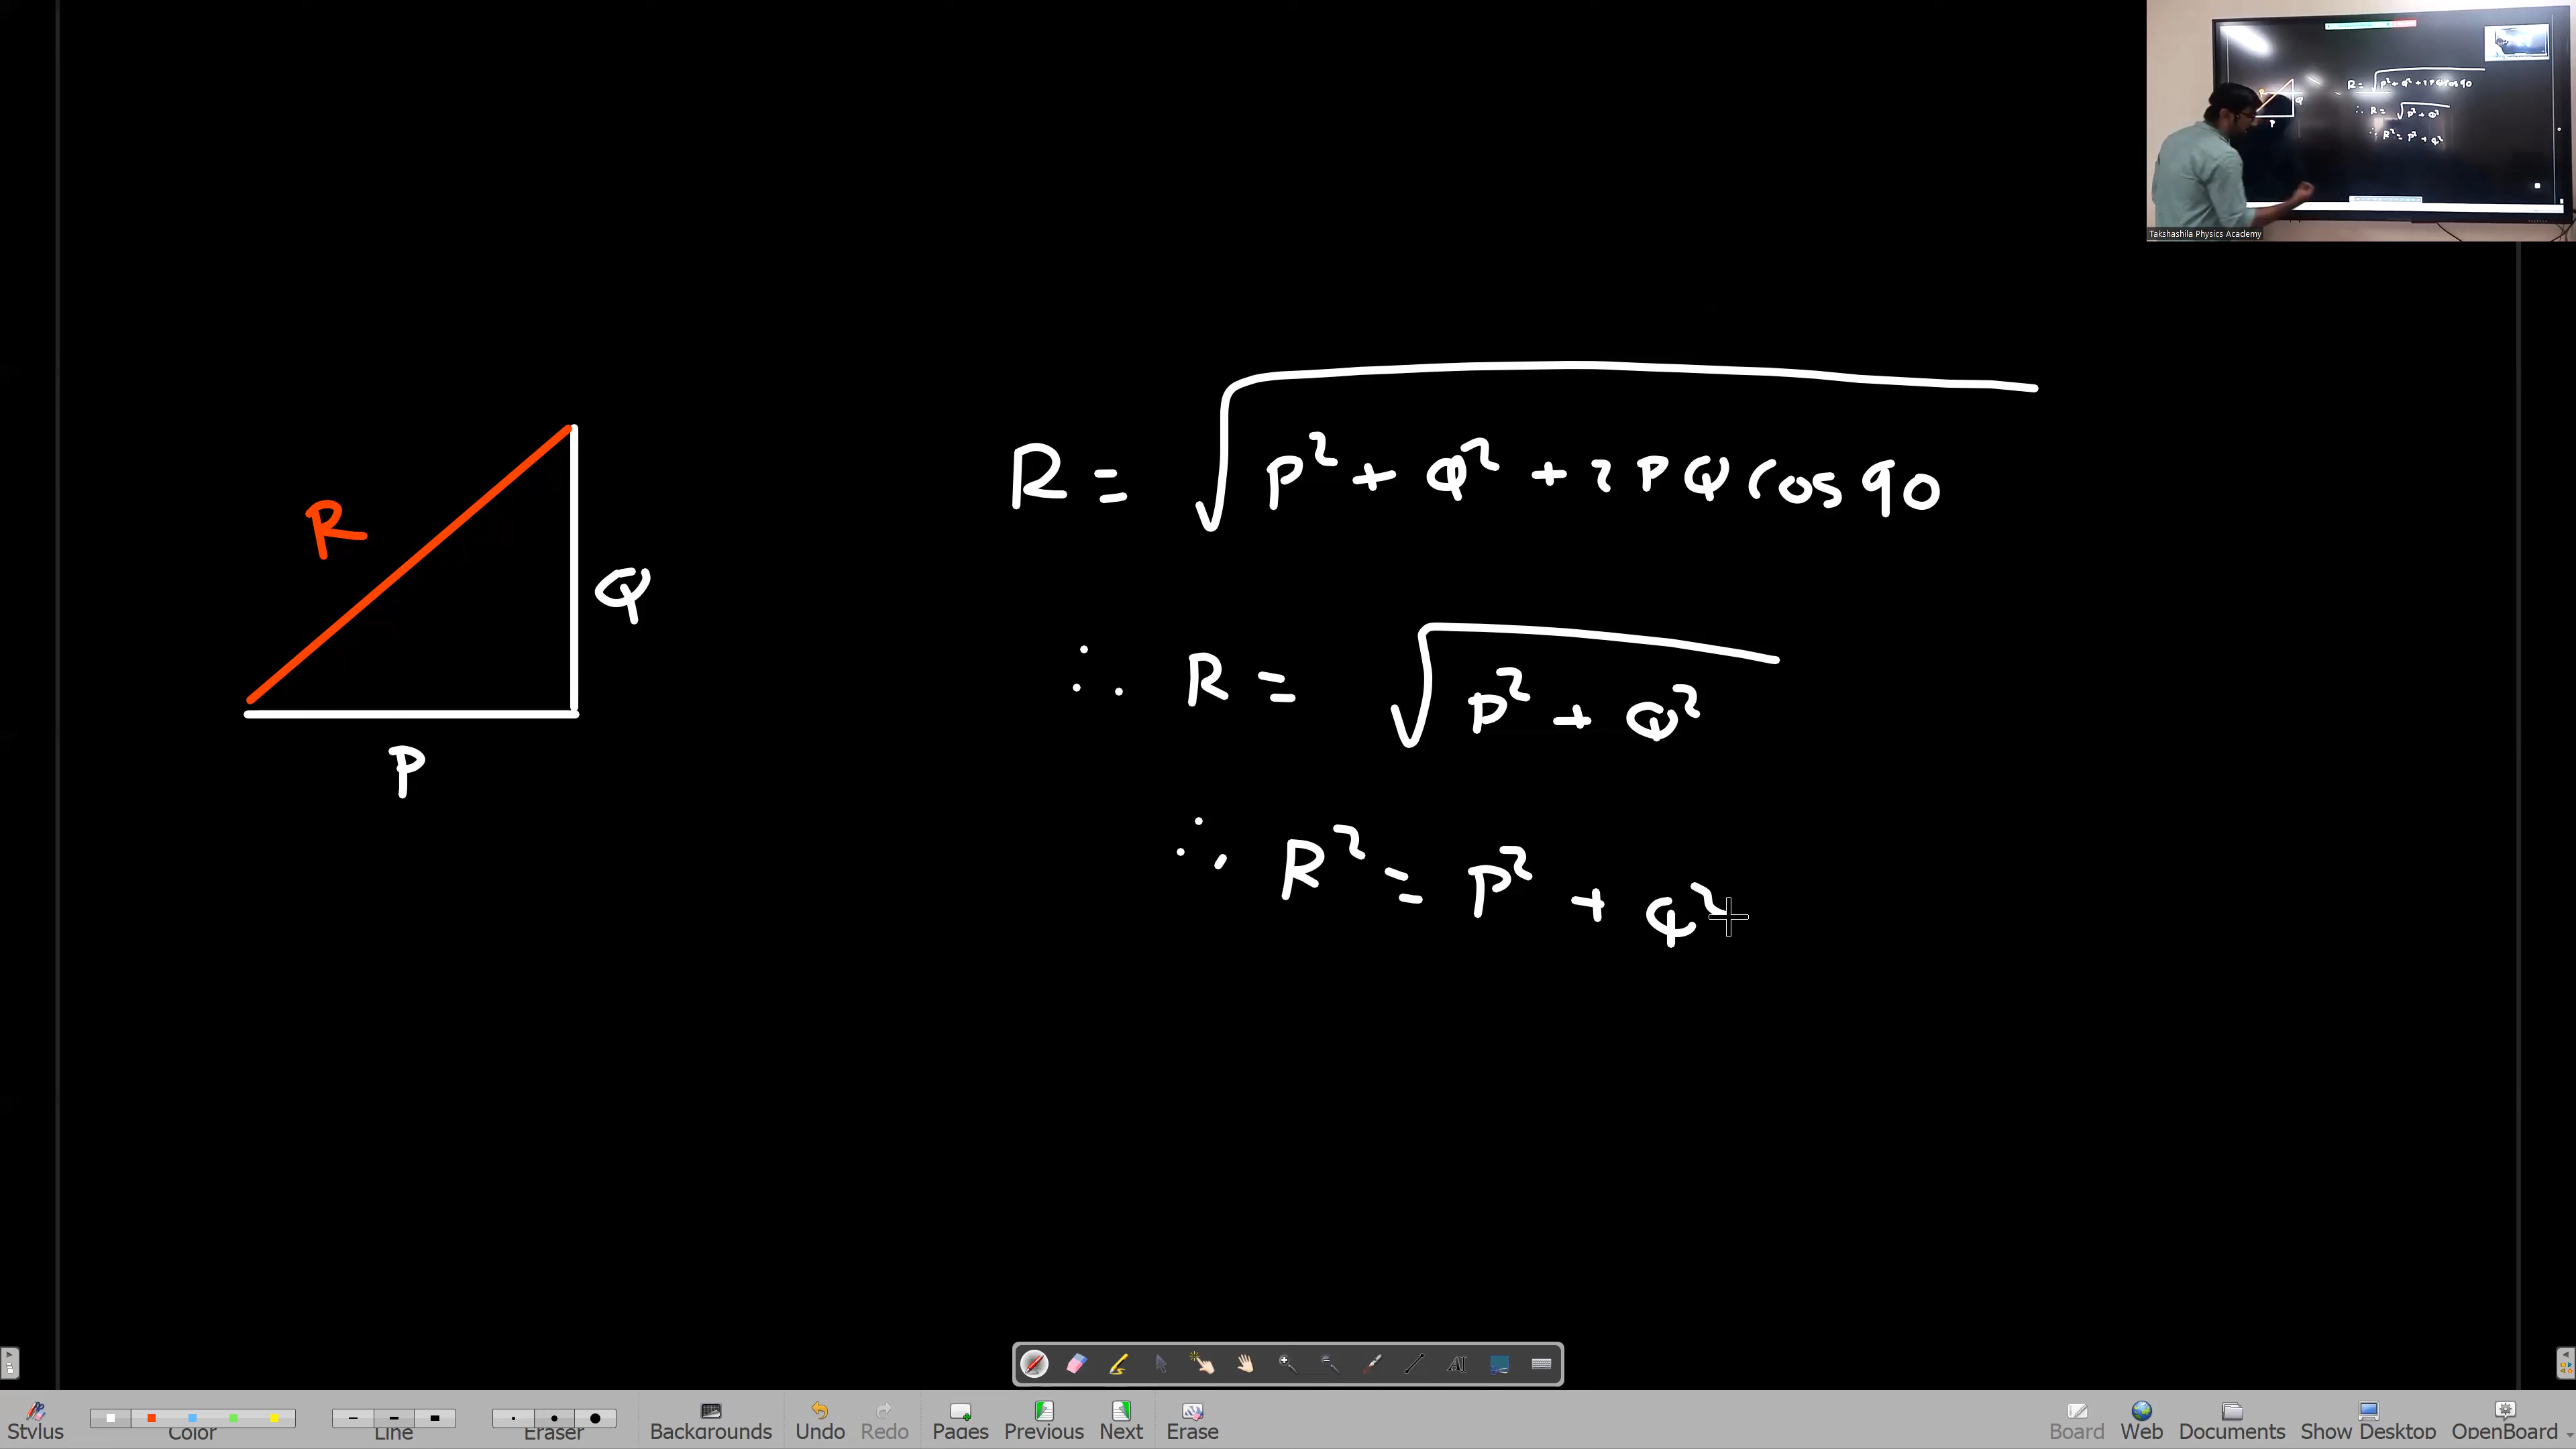 Takshashila Physics Academy
R = √(P² + Q² + 2PQ cos 90
∴ R = √(P² + Q²
∴ R² = P² + Q²
R
Q
P
Stylus Color Line Eraser Backgrounds Undo Redo Pages Previous Next Erase Board Web Documents Show Desktop OpenBoard